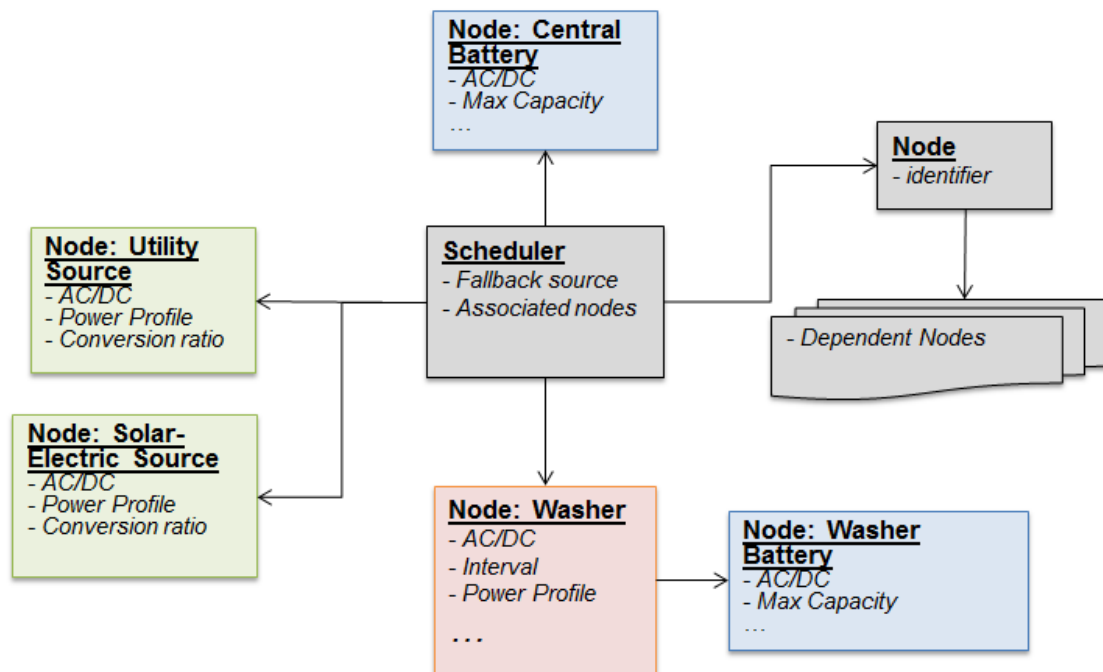 Node: Central
Battery
- AC/DC
- Max Capacity
...
Node
- identifier
Node: Utility
Source
- AC/DC
- Power Profile
- Conversion ratio
Scheduler
- Fallback source
- Associated nodes
- Dependent Nodes
Node: Solar-
Electric Source
- AC/DC
- Power Profile
- Conversion ratio
Node: Washer
- AC/DC
- Interval
- Power Profile
...
Node: Washer
Battery
- AC/DC
- Max Capacity
...